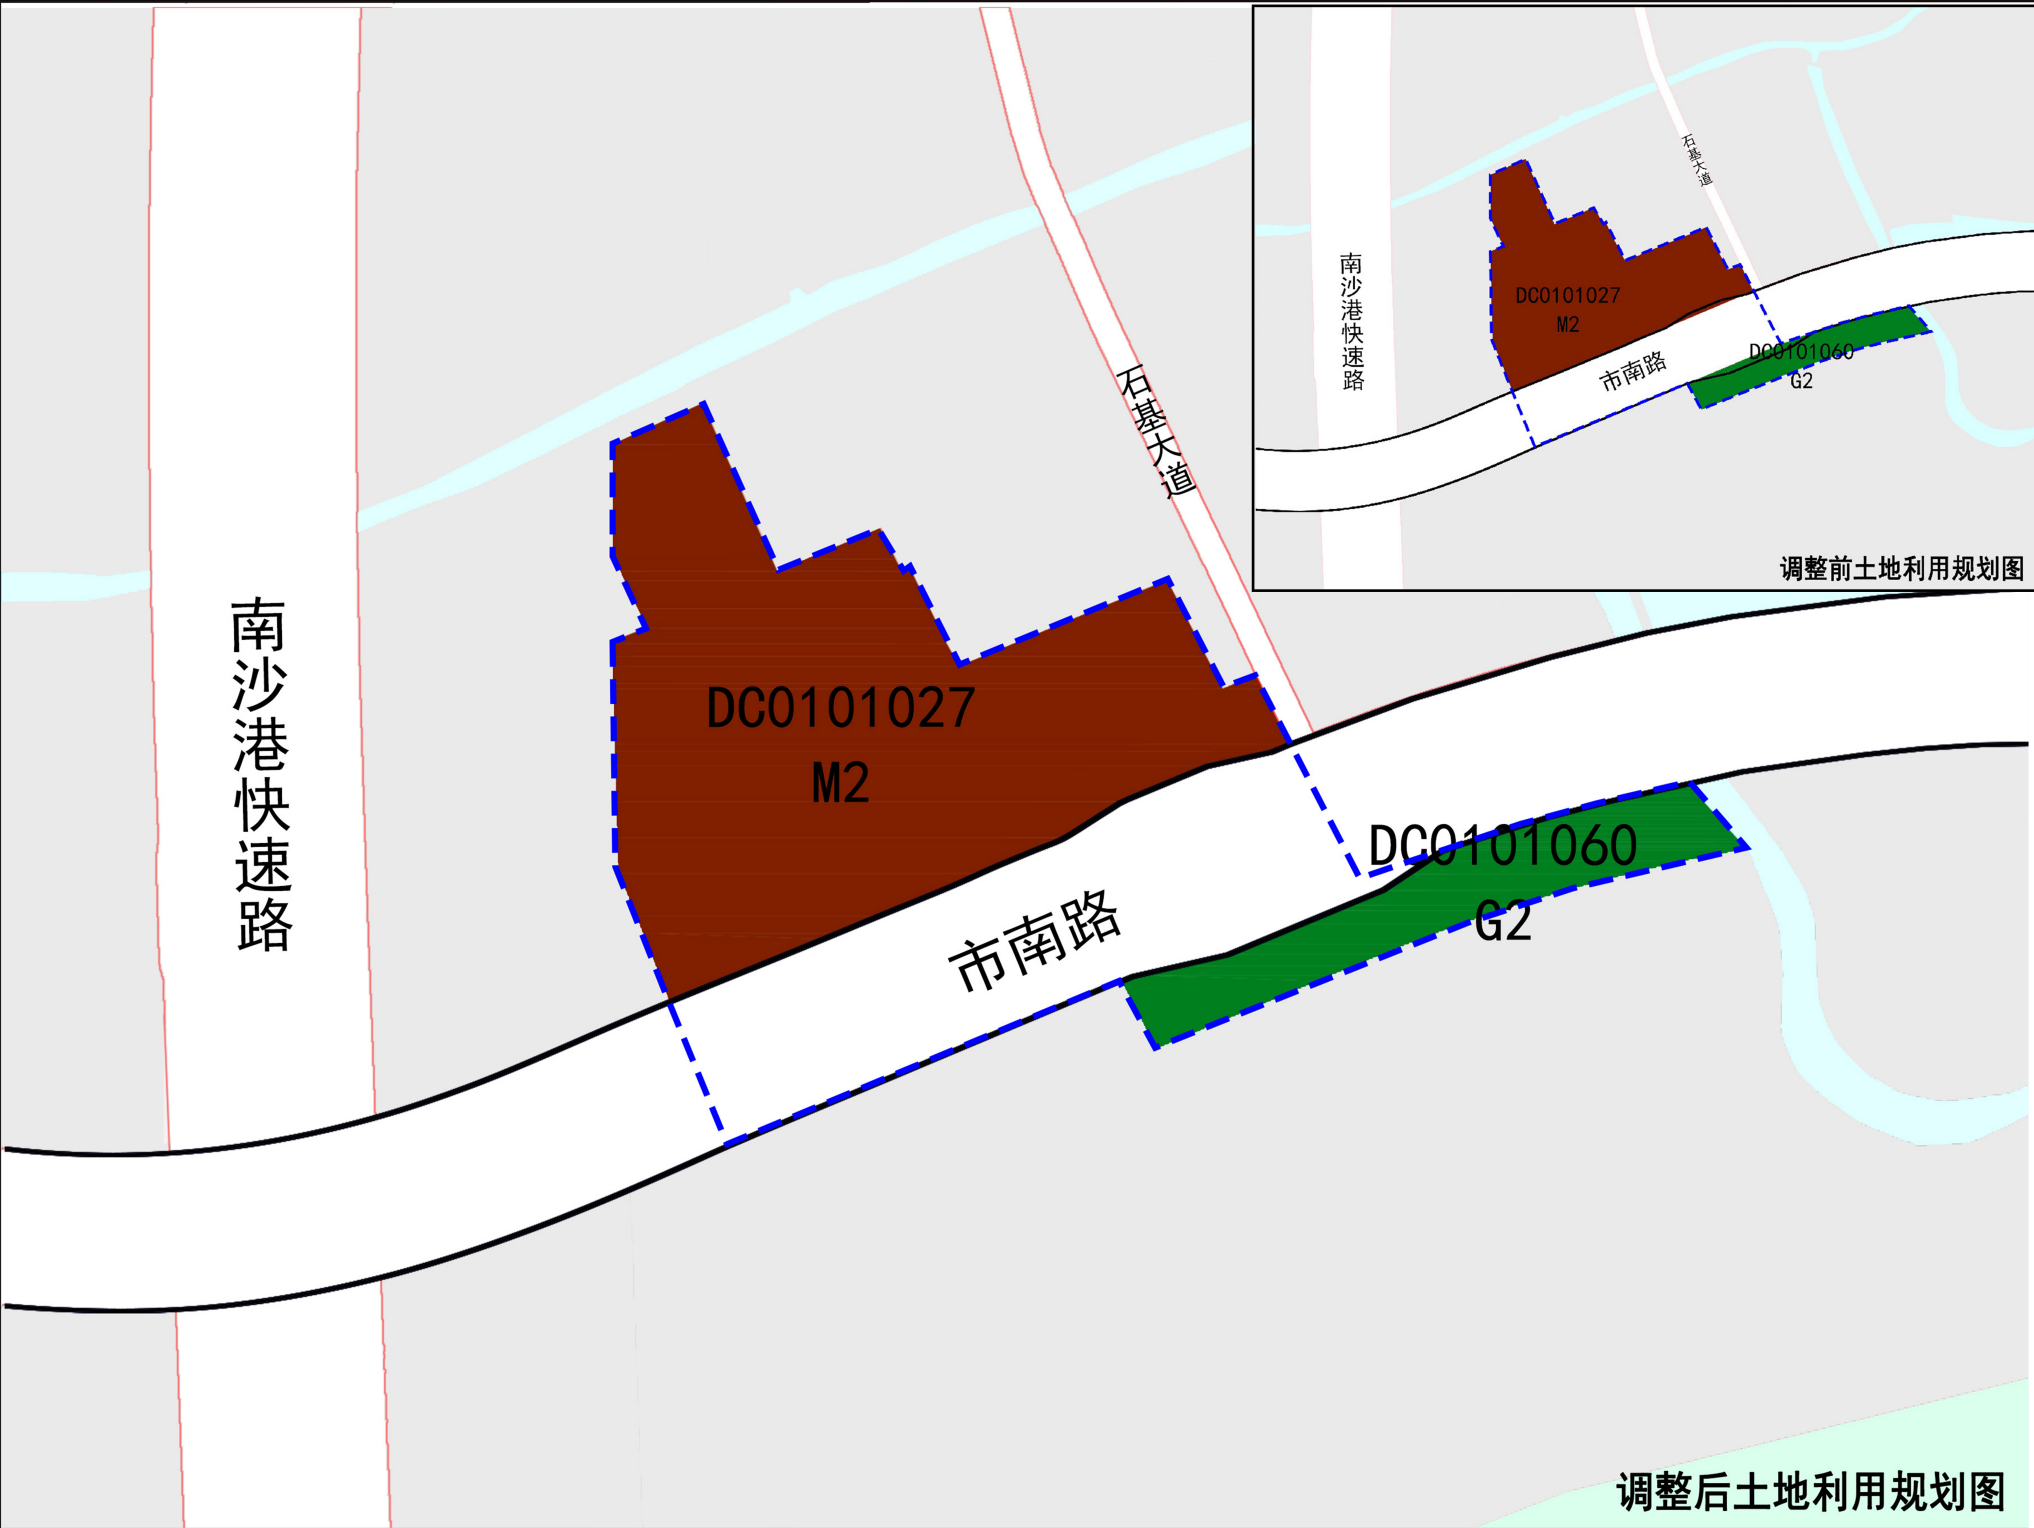 南沙港快速路
石基大道
DC0101027
M2
市南路
DC0101060
G2
调整后土地利用规划图
南沙港快速路
石基大道
DC0101027
M2
市南路
DC0101060
G2
调整前土地利用规划图